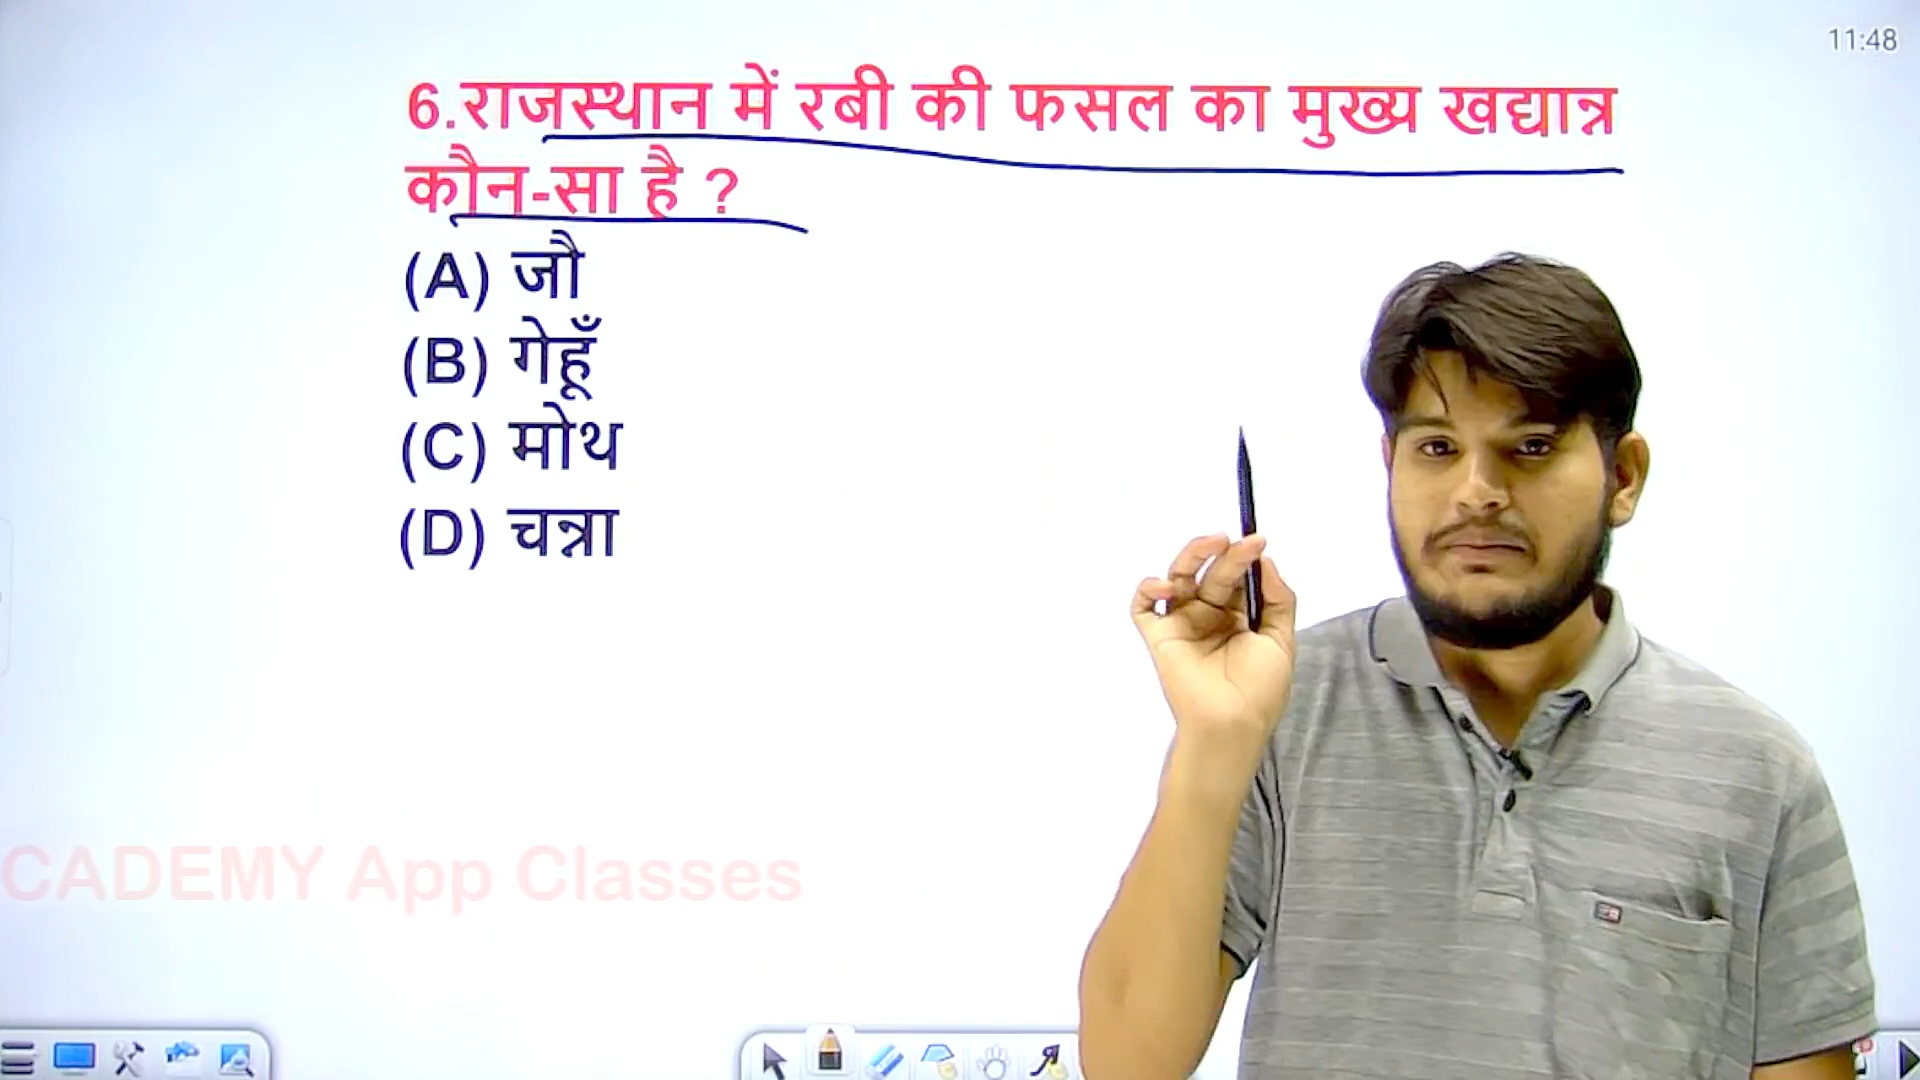 11:48
6.राजस्थान में रबी की फसल का मुख्य खद्यान्न
कौन-सा है ?
(A) जौ
(B) गेहूँ
(C) मोथ
(D) चन्ना
CADEMY App Classes